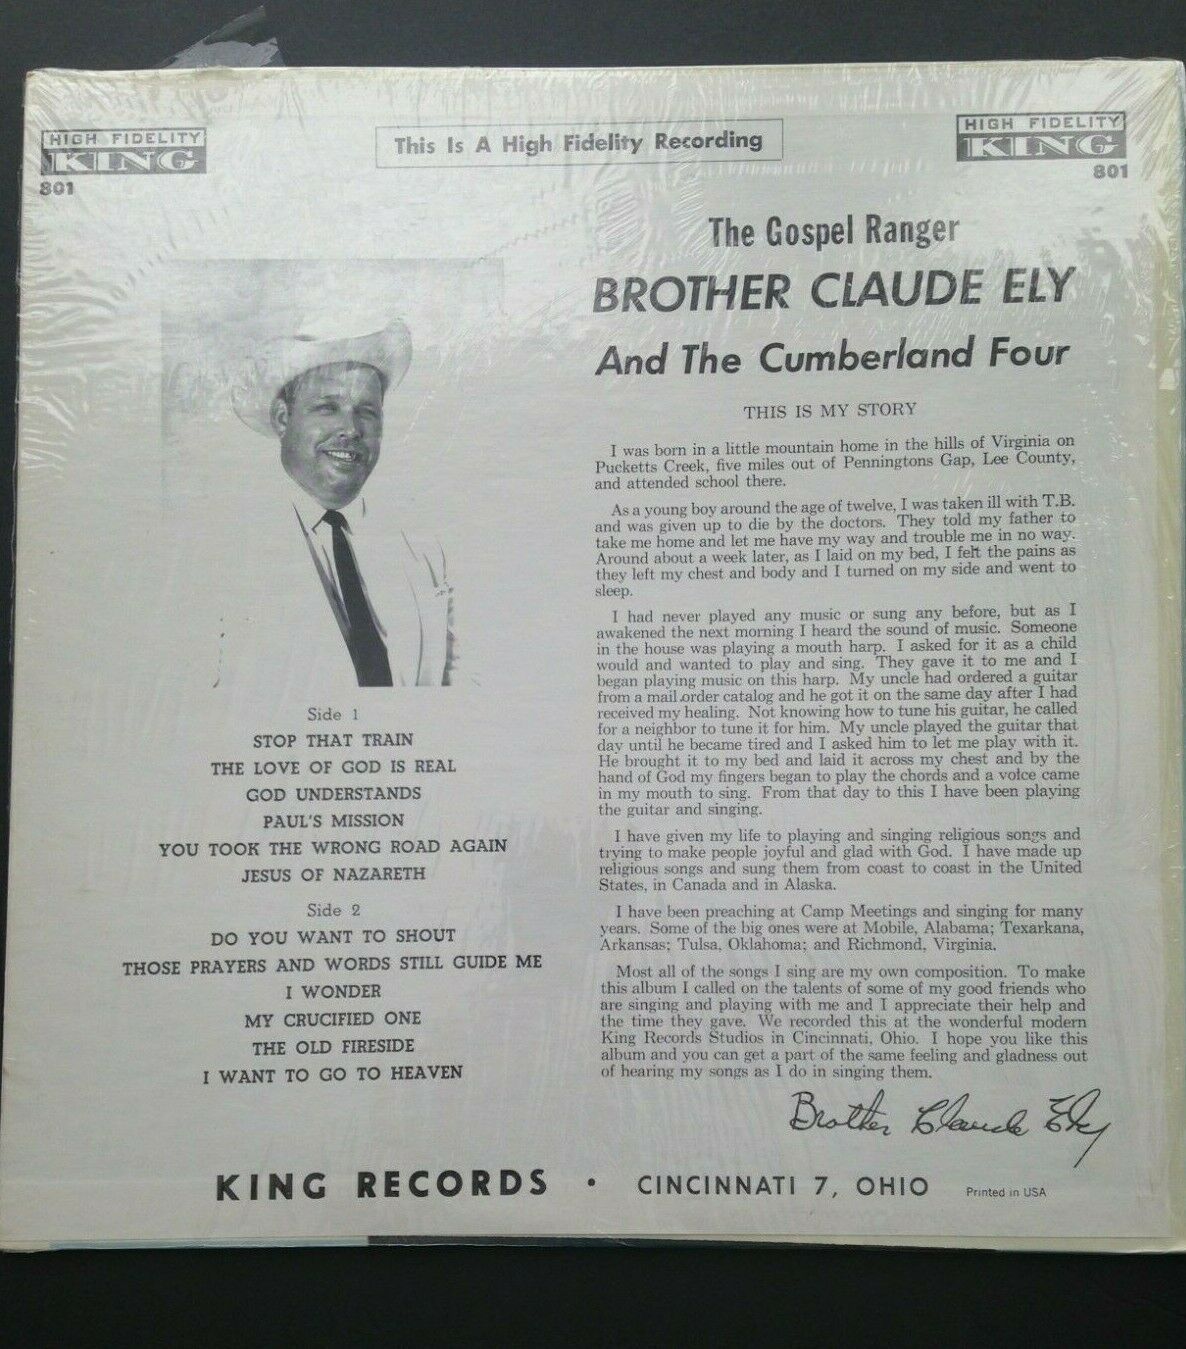 HIGH FIDELITY
KING
801
This Is A High Fidelity Recording
HIGH FIDELITY
KING
801
The Gospel Ranger
BROTHER CLAUDE ELY
And The Cumberland Four
THIS IS MY STORY
I was born in a little mountain home in the hills of Virginia on
Pucketts Creek, five miles out of Penningtons Gap, Lee County,
and attended school there.
As a young boy around the age of twelve, I was taken ill with T.B.
and was given up to die by the doctors. They told my father to
take me home and let me have my way and trouble me in no way.
Around about a week later, as I laid on my bed, I felt the pains as
they left my chest and body and I turned on my side and went to
sleep.
I had never played any music or sung any before, but as I
awakened the next morning I heard the sound of music. Someone
in the house was playing a mouth harp. I asked for it as a child
would and wanted to play and sing. They gave it to me and I
began playing music on this harp. My uncle had ordered a guitar
from a mail order catalog and he got it on the same day after I had
received my healing. Not knowing how to tune his guitar, he called
for a neighbor to tune it for him. My uncle played the guitar that
day until he became tired and I asked him to let me play with it.
He brought it to my bed and laid it across my chest and by the
hand of God my fingers began to play the chords and a voice came
in my mouth to sing. From that day to this I have been playing
the guitar and singing.
I have given my life to playing and singing religious songs and
trying to make people joyful and glad with God. I have made up
religious songs and sung them from coast to coast in the United
States, in Canada and in Alaska.
I have been preaching at Camp Meetings and singing for many
years. Some of the big ones were at Mobile, Alabama; Texarkana,
Arkansas; Tulsa, Oklahoma; and Richmond, Virginia.
Most all of the songs I sing are my own composition. To make
this album I called on the talents of some of my good friends who
are singing and playing with me and I appreciate their help and
the time they gave. We recorded this at the wonderful modern
King Records Studios in Cincinnati, Ohio. I hope you like this
album and you can get a part of the same feeling and gladness out
of hearing my songs as I do in singing them.
Brother Claude Ely
Side 1
STOP THAT TRAIN
THE LOVE OF GOD IS REAL
GOD UNDERSTANDS
PAUL'S MISSION
YOU TOOK THE WRONG ROAD AGAIN
JESUS OF NAZARETH
Side 2
DO YOU WANT TO SHOUT
THOSE PRAYERS AND WORDS STILL GUIDE ME
I WONDER
MY CRUCIFIED ONE
THE OLD FIRESIDE
I WANT TO GO TO HEAVEN
KING RECORDS • CINCINNATI 7, OHIO Printed in USA